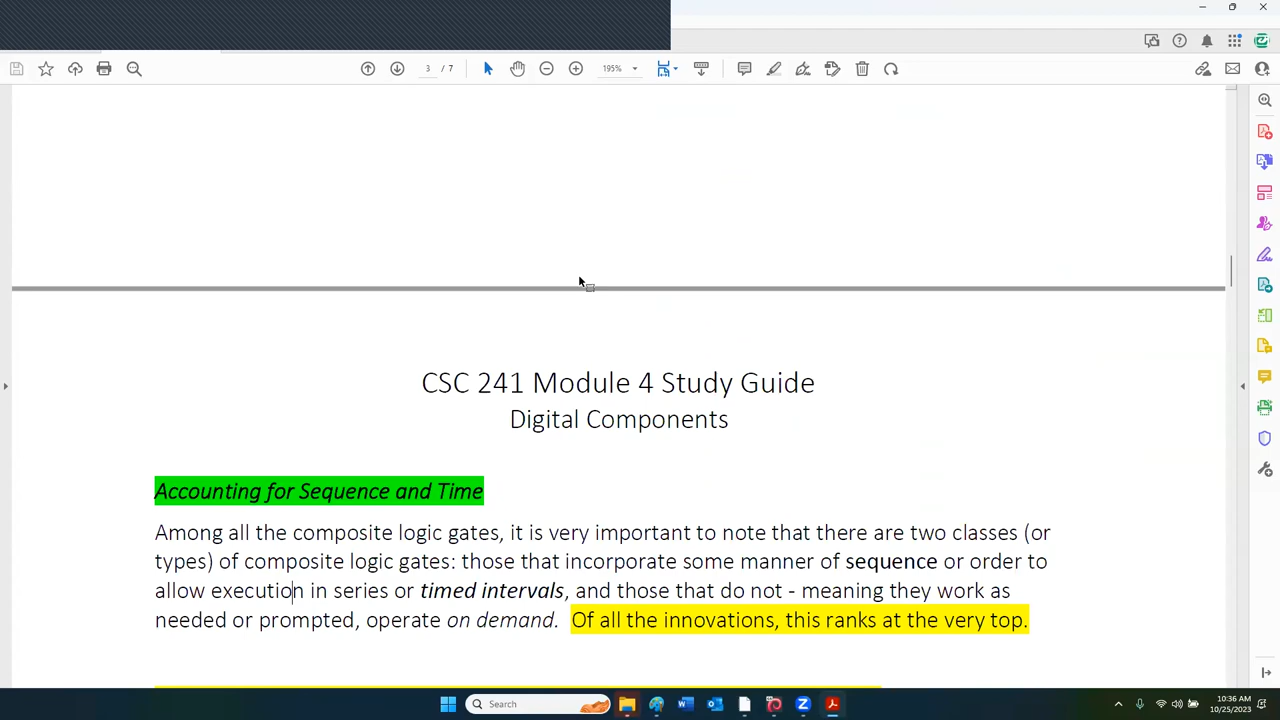 3 / 7
195%
CSC 241 Module 4 Study Guide
Digital Components
Accounting for Sequence and Time
Among all the composite logic gates, it is very important to note that there are two classes (or
types) of composite logic gates: those that incorporate some manner of sequence or order to
allow execution in series or timed intervals, and those that do not - meaning they work as
needed or prompted, operate on demand. Of all the innovations, this ranks at the very top.
Search
10:36 AM
10/25/2023